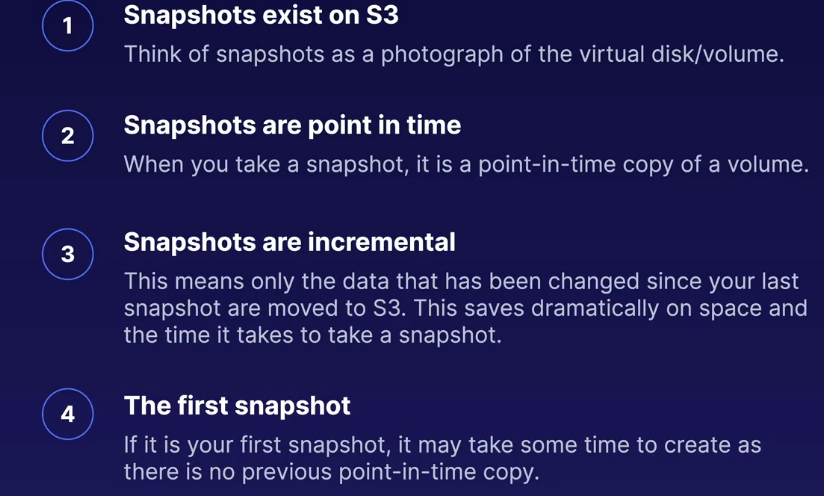 1
Snapshots exist on S3
Think of snapshots as a photograph of the virtual disk/volume.
2
Snapshots are point in time
When you take a snapshot, it is a point-in-time copy of a volume.
3
Snapshots are incremental
This means only the data that has been changed since your last
snapshot are moved to S3. This saves dramatically on space and
the time it takes to take a snapshot.
4
The first snapshot
If it is your first snapshot, it may take some time to create as
there is no previous point-in-time copy.